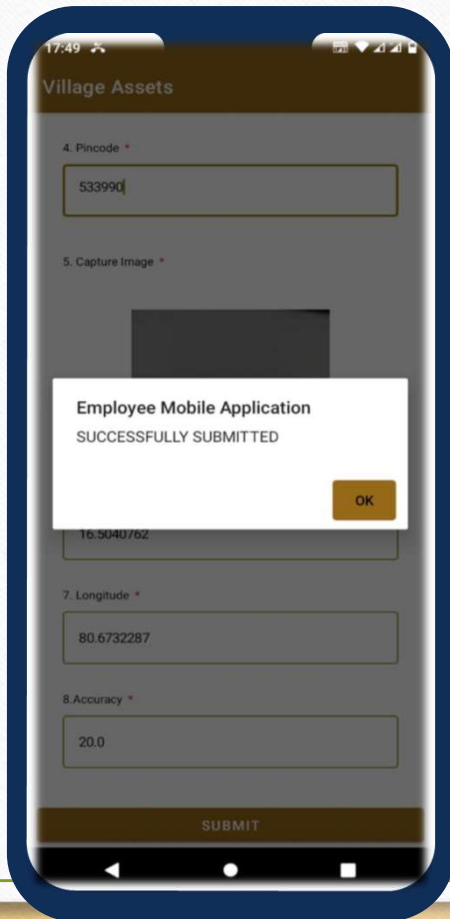 17:49
Village Assets
4. Pincode *
533990
5. Capture Image *
Employee Mobile Application
SUCCESSFULLY SUBMITTED
OK
16.5040762
7. Longitude *
80.6732287
8.Accuracy *
20.0
SUBMIT